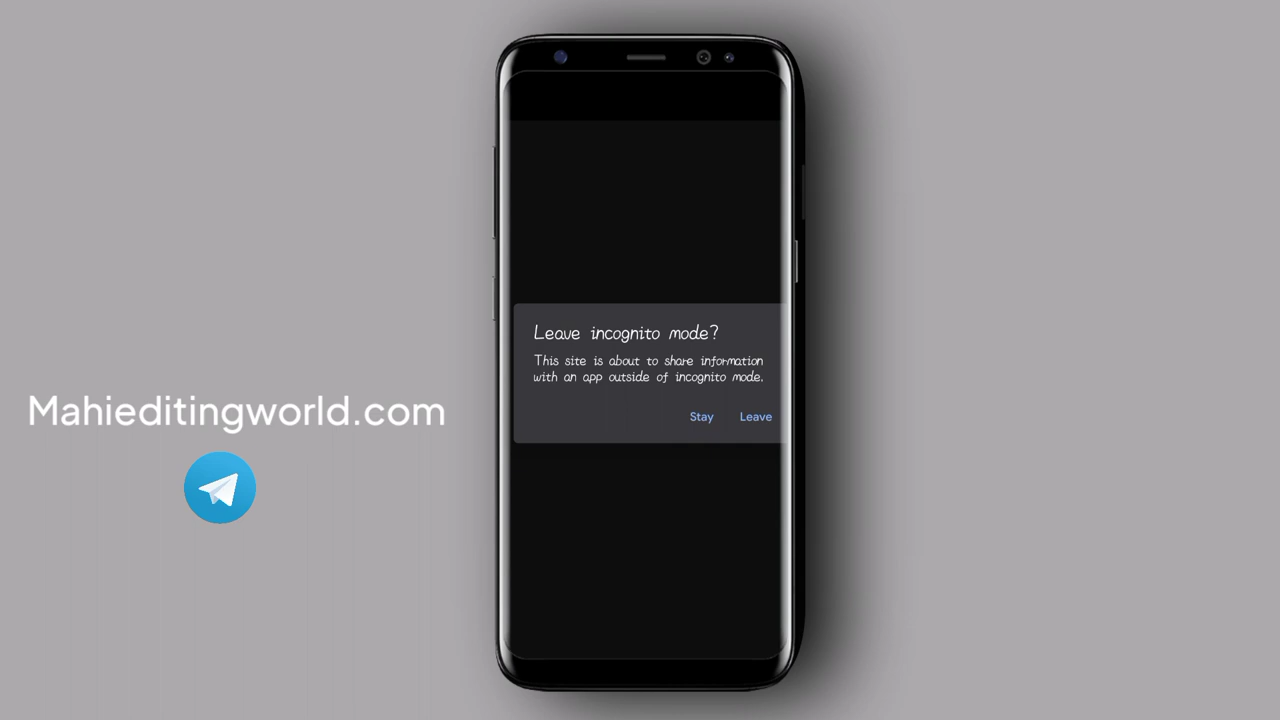 Leave incognito mode?
This site is about to share information
with an app outside of incognito mode.
Stay Leave
Mahieditingworld.com